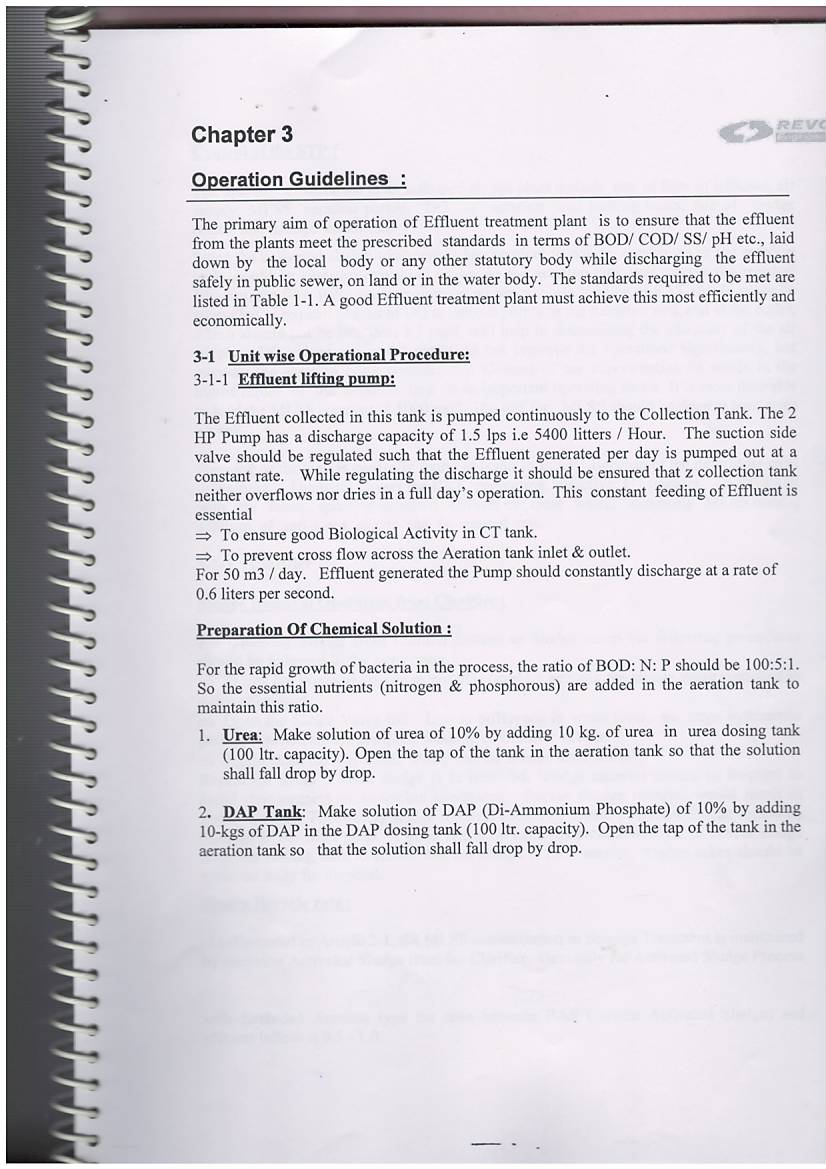 Chapter 3
REVO
Operation Guidelines :
The primary aim of operation of Effluent treatment plant is to ensure that the effluent
from the plants meet the prescribed standards in terms of BOD/ COD/ SS/ pH etc., laid
down by the local body or any other statutory body while discharging the effluent
safely in public sewer, on land or in the water body. The standards required to be met are
listed in Table 1-1. A good Effluent treatment plant must achieve this most efficiently and
economically.
3-1 Unit wise Operational Procedure:
3-1-1 Effluent lifting pump:
The Effluent collected in this tank is pumped continuously to the Collection Tank. The 2
HP Pump has a discharge capacity of 1.5 lps i.e 5400 litters / Hour. The suction side
valve should be regulated such that the Effluent generated per day is pumped out at a
constant rate. While regulating the discharge it should be ensured that z collection tank
neither overflows nor dries in a full day's operation. This constant feeding of Effluent is
essential
⇒ To ensure good Biological Activity in CT tank.
⇒ To prevent cross flow across the Aeration tank inlet & outlet.
For 50 m3 / day. Effluent generated the Pump should constantly discharge at a rate of
0.6 liters per second.
Preparation Of Chemical Solution :
For the rapid growth of bacteria in the process, the ratio of BOD: N: P should be 100:5:1.
So the essential nutrients (nitrogen & phosphorous) are added in the aeration tank to
maintain this ratio.
1. Urea: Make solution of urea of 10% by adding 10 kg. of urea in urea dosing tank
(100 ltr. capacity). Open the tap of the tank in the aeration tank so that the solution
shall fall drop by drop.
2. DAP Tank: Make solution of DAP (Di-Ammonium Phosphate) of 10% by adding
10-kgs of DAP in the DAP dosing tank (100 ltr. capacity). Open the tap of the tank in the
aeration tank so that the solution shall fall drop by drop.